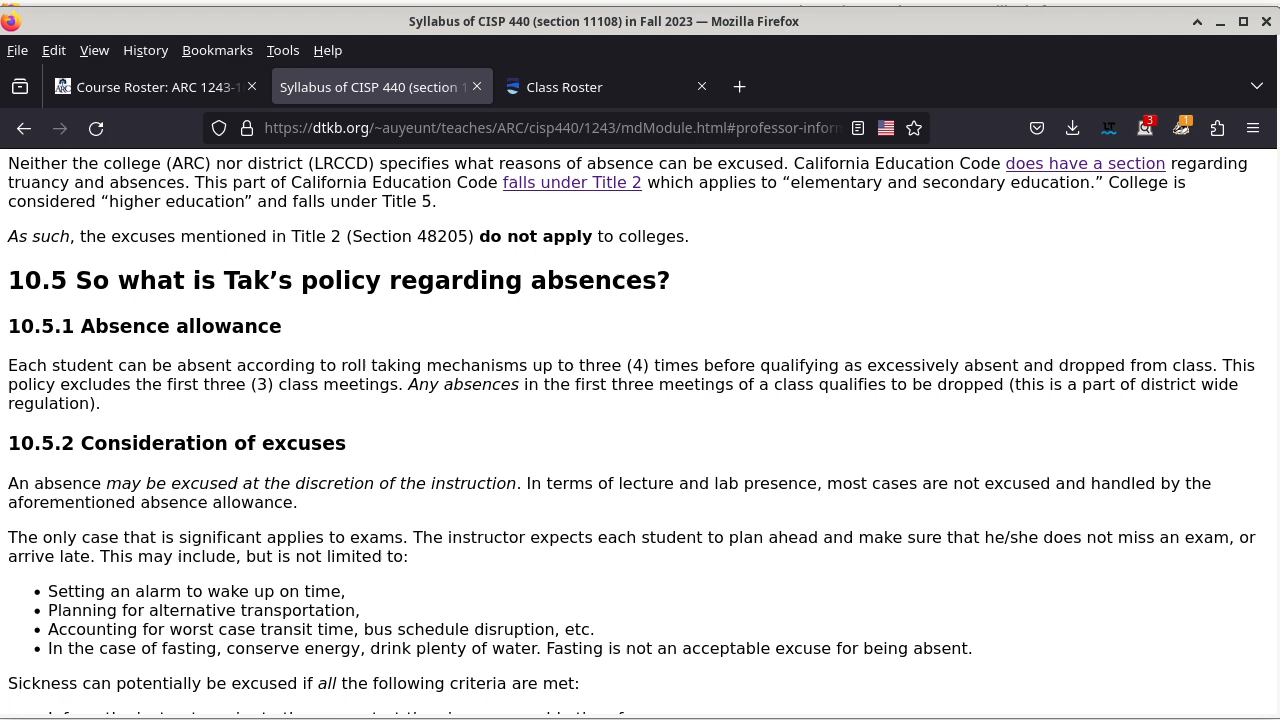 Syllabus of CISP 440 (section 11108) in Fall 2023 — Mozilla Firefox
File Edit View History Bookmarks Tools Help
Course Roster: ARC 1243-1
Syllabus of CISP 440 (section 1
Class Roster
https://dtkb.org/~auyeunt/teaches/ARC/cisp440/1243/mdModule.html#professor-inform
LT
3
1
Neither the college (ARC) nor district (LRCCD) specifies what reasons of absence can be excused. California Education Code does have a section regarding
truancy and absences. This part of California Education Code falls under Title 2 which applies to “elementary and secondary education.” College is
considered “higher education” and falls under Title 5.
As such, the excuses mentioned in Title 2 (Section 48205) do not apply to colleges.
10.5 So what is Tak’s policy regarding absences?
10.5.1 Absence allowance
Each student can be absent according to roll taking mechanisms up to three (4) times before qualifying as excessively absent and dropped from class. This
policy excludes the first three (3) class meetings. Any absences in the first three meetings of a class qualifies to be dropped (this is a part of district wide
regulation).
10.5.2 Consideration of excuses
An absence may be excused at the discretion of the instruction. In terms of lecture and lab presence, most cases are not excused and handled by the
aforementioned absence allowance.
The only case that is significant applies to exams. The instructor expects each student to plan ahead and make sure that he/she does not miss an exam, or
arrive late. This may include, but is not limited to:
• Setting an alarm to wake up on time,
• Planning for alternative transportation,
• Accounting for worst case transit time, bus schedule disruption, etc.
• In the case of fasting, conserve energy, drink plenty of water. Fasting is not an acceptable excuse for being absent.
Sickness can potentially be excused if all the following criteria are met: